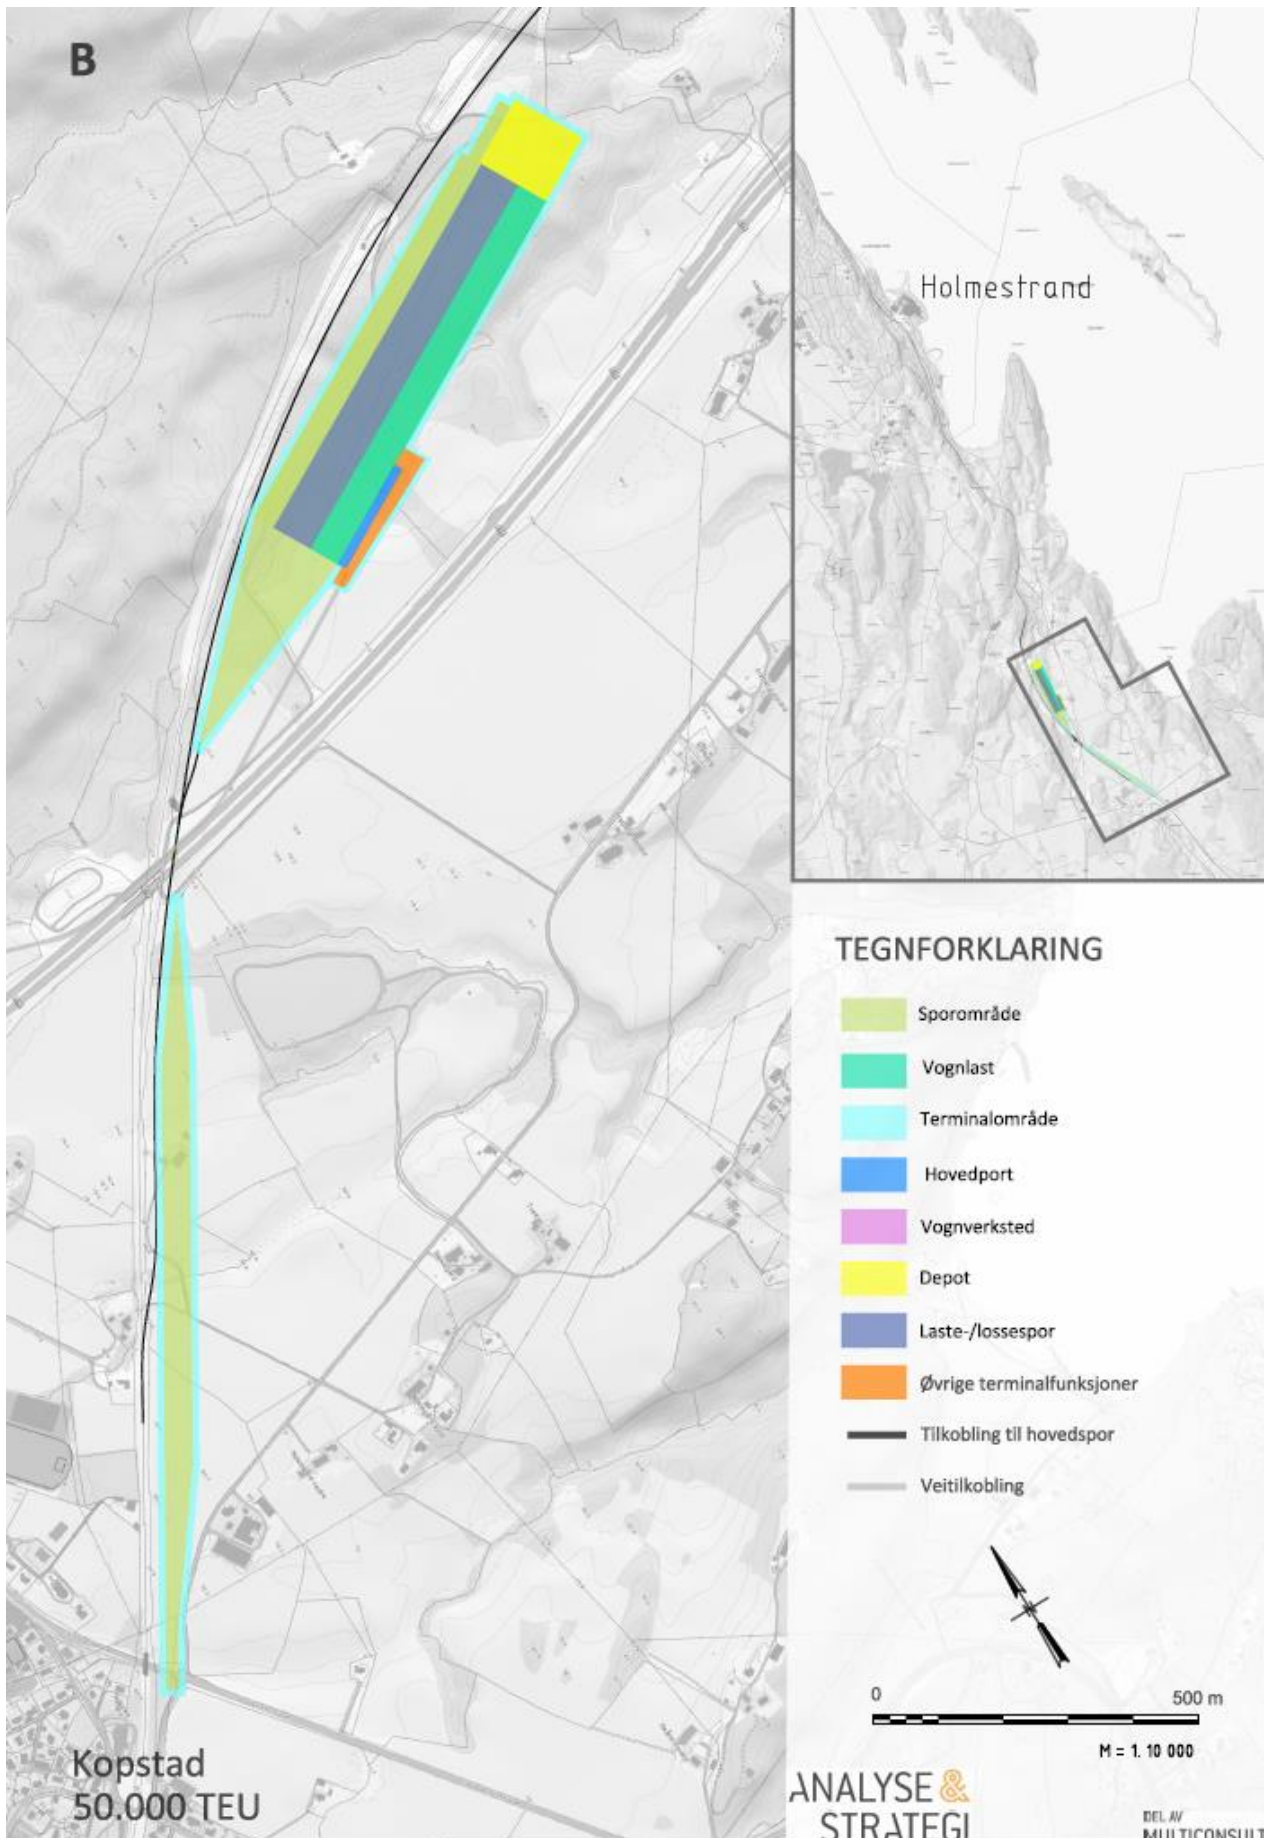 B
Holmestrand
TEGNFORKLARING
Sporområde
Vognlast
Terminalområde
Hovedport
Vognverksted
Depot
Laste-/lossespor
Øvrige terminalfunksjoner
Tilkobling til hovedspor
Veitilkobling
0 500 m
M = 1. 10 000
Kopstad
50.000 TEU
ANALYSE &
STRATEGI
DEL AV
MULTICONSULT